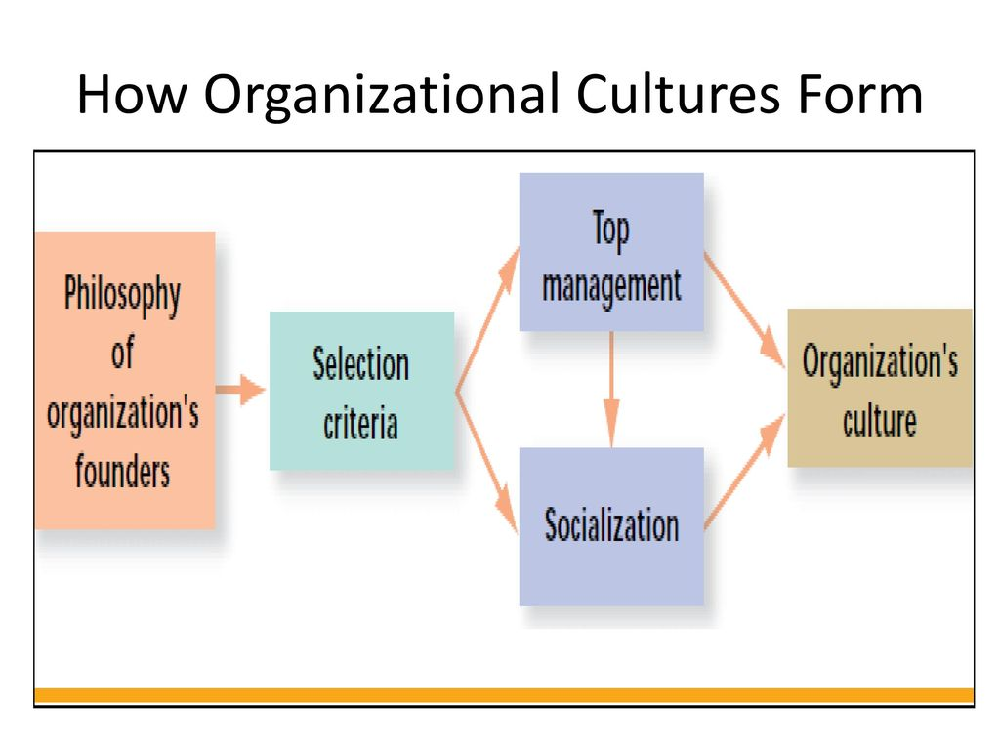 How Organizational Cultures Form
Philosophy
of
organization's
founders
Selection
criteria
Top
management
Socialization
Organization's
culture